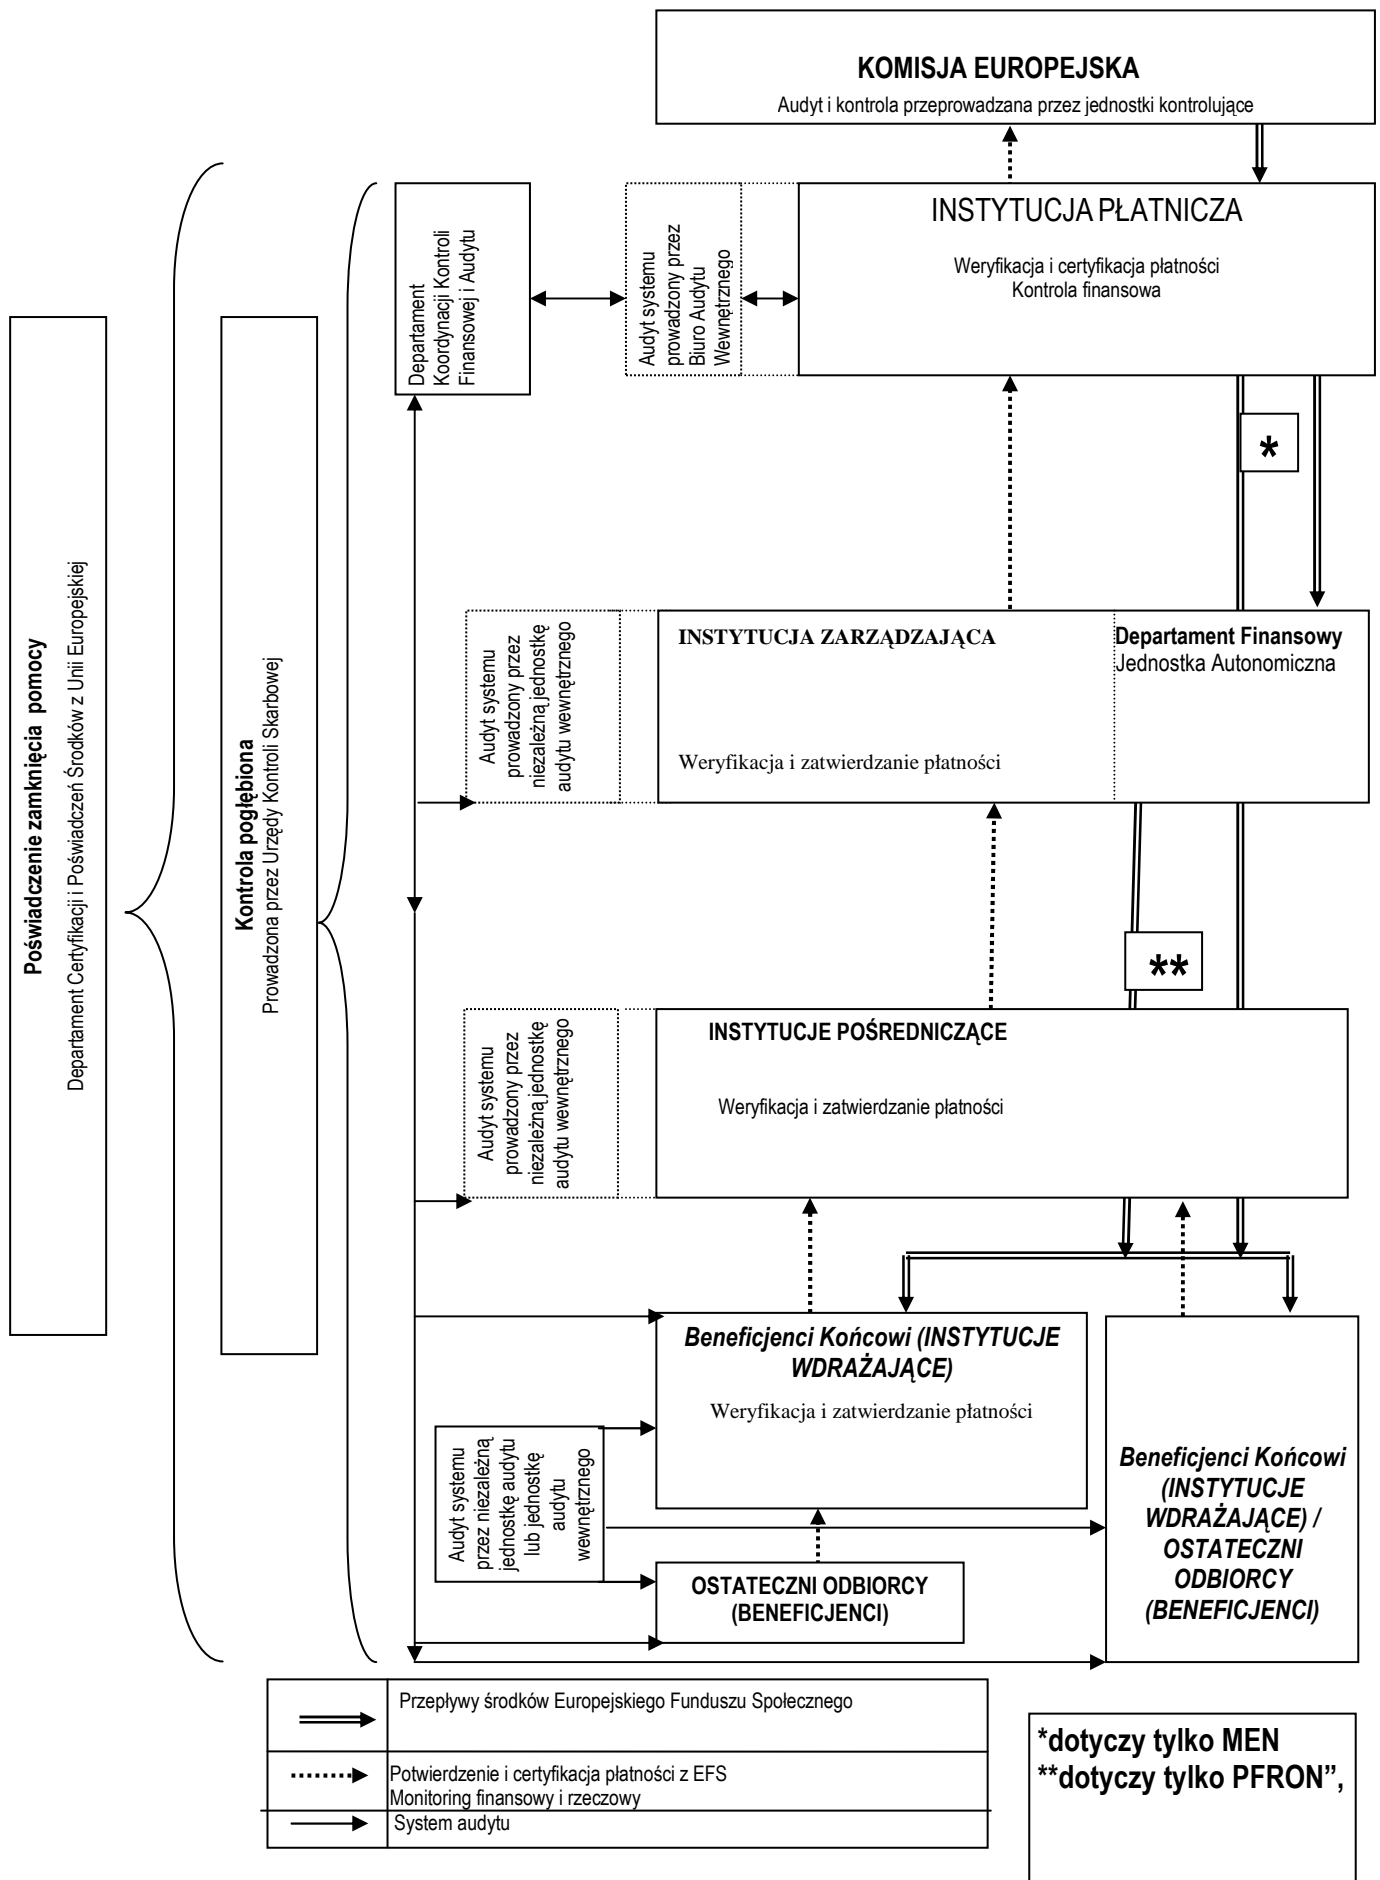 KOMISJA EUROPEJSKA
Audyt i kontrola przeprowadzana przez jednostki kontrolujące
Poświadczenie zamknięcia pomocy
Departament Certyfikacji i Poświadczeń Środków z Unii Europejskiej
Kontrola pogłębiona
Prowadzona przez Urzędy Kontroli Skarbowej
Departament
Koordynacji Kontroli
Finansowej i Audytu
Audyt systemu
prowadzony przez
Biuro Audytu
Wewnętrznego
INSTYTUCJA PŁATNICZA
Weryfikacja i certyfikacja płatności
Kontrola finansowa
*
Audyt systemu
prowadzony przez
niezależną jednostkę
audytu wewnętrznego
INSTYTUCJA ZARZĄDZAJĄCA
Weryfikacja i zatwierdzanie płatności
Departament Finansowy
Jednostka Autonomiczna
**
Audyt systemu
prowadzony przez
niezależną jednostkę
audytu wewnętrznego
INSTYTUCJE POŚREDNICZĄCE
Weryfikacja i zatwierdzanie płatności
Beneficjenci Końcowi (INSTYTUCJE
WDRAŻAJĄCE)
Weryfikacja i zatwierdzanie płatności
Audyt systemu
przez niezależną
jednostkę audytu
lub jednostkę
audytu
wewnętrznego
OSTATECZNI ODBIORCY
(BENEFICJENCI)
Beneficjenci Końcowi
(INSTYTUCJE
WDRAŻAJĄCE) /
OSTATECZNI
ODBIORCY
(BENEFICJENCI)
Przepływy środków Europejskiego Funduszu Społecznego
Potwierdzenie i certyfikacja płatności z EFS
Monitoring finansowy i rzeczowy
System audytu
*dotyczy tylko MEN
**dotyczy tylko PFRON”,